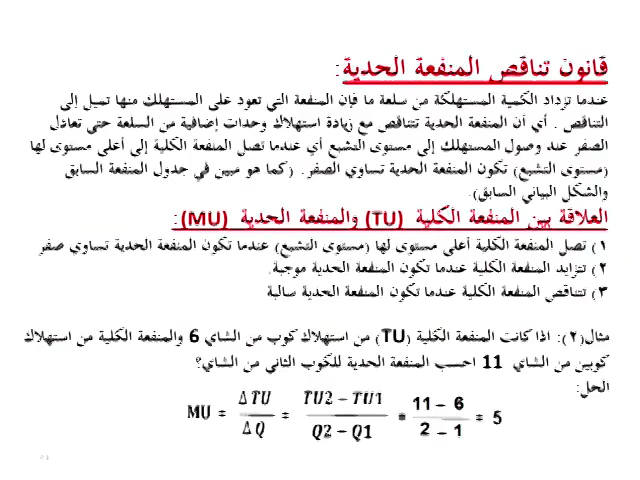 قانون تناقص المنفعة الحدية:
عندما تزداد الكمية المستهلكة من سلعة ما فإن المنفعة التي تعود على المستهلك منها تميل إلى
التناقص . أي أن المنفعة الحدية تتناقص مع زيادة استهلاك وحدات إضافية من السلعة حتى تعادل
الصفر عند وصول المستهلك إلى مستوى التشبع أي عندما تصل المنفعة الكلية إلى أعلى مستوى لها
(مستوى التشبع) تكون المنفعة الحدية تساوي الصفر. (كما هو مبين في جدول المنفعة السابق
والشكل البياني السابق).
العلاقة بين المنفعة الكلية (TU) والمنفعة الحدية (MU):
١) تصل المنفعة الكلية أعلى مستوى لها (مستوى التشبع) عندما تكون المنفعة الحدية تساوي صفر
٢) تتزايد المنفعة الكلية عندما تكون المنفعة الحدية موجبة.
٣) تتناقص المنفعة الكلية عندما تكون المنفعة الحدية سالبة
مثال(٢): اذا كانت المنفعة الكلية (TU) من استهلاك كوب من الشاي 6 والمنفعة الكلية من استهلاك
كوبين من الشاي 11 احسب المنفعة الحدية للكوب الثاني من الشاي؟
الحل:
MU = Δ TU / Δ Q = TU2 – TU1 / Q2 – Q1 = 11 – 6 / 2 – 1 = 5